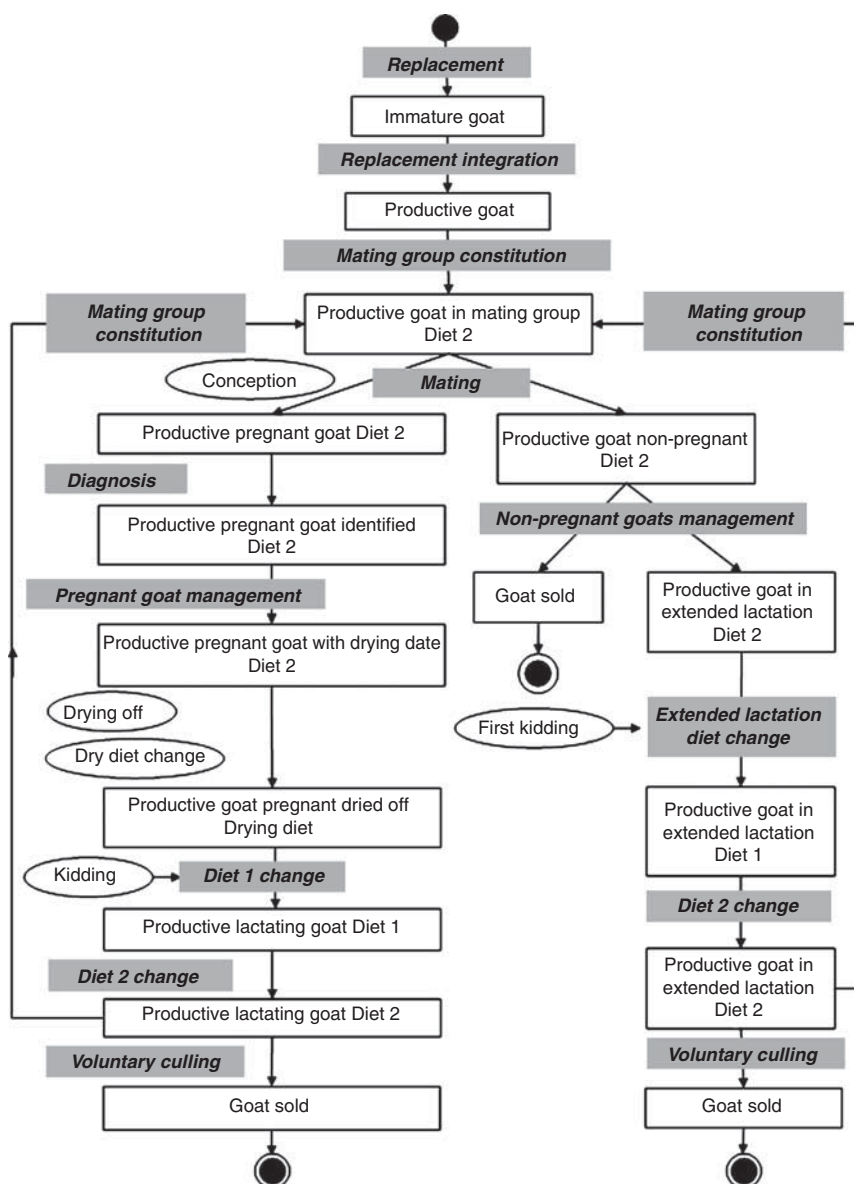 Replacement
Immature goat
Replacement integration
Productive goat
Mating group constitution
Mating group
constitution
Productive goat in mating group
Diet 2
Mating group
constitution
Conception
Mating
Productive pregnant goat Diet 2
Productive goat non-pregnant
Diet 2
Diagnosis
Productive pregnant goat identified
Diet 2
Non-pregnant goats management
Pregnant goat management
Goat sold
Productive goat in
extended lactation
Diet 2
Productive pregnant goat with drying date
Diet 2
Drying off
First kidding
Extended lactation
diet change
Dry diet change
Productive goat pregnant dried off
Drying diet
Productive goat in
extended lactation
Diet 1
Kidding
Diet 1 change
Diet 2 change
Productive lactating goat Diet 1
Diet 2 change
Productive goat in
extended lactation
Diet 2
Productive lactating goat Diet 2
Voluntary culling
Voluntary culling
Goat sold
Goat sold